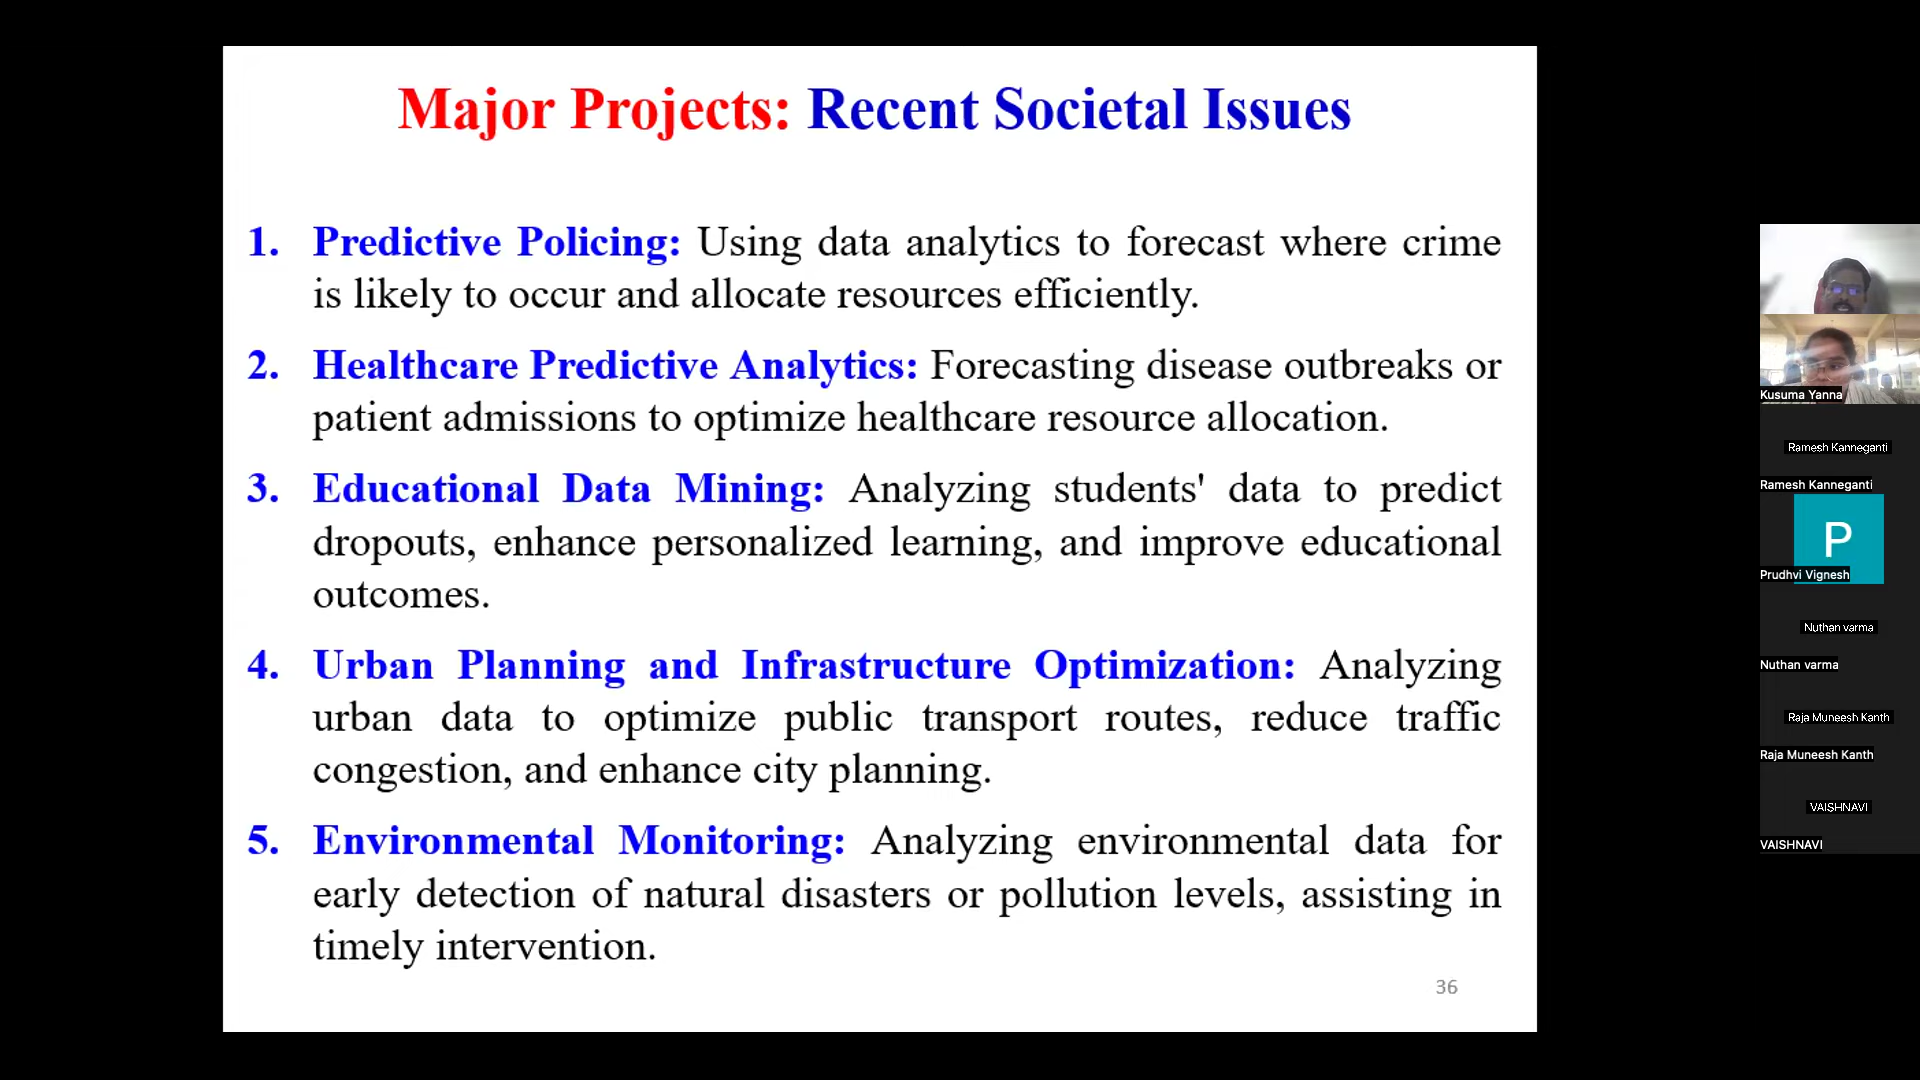 Major Projects: Recent Societal Issues
1. Predictive Policing: Using data analytics to forecast where crime
is likely to occur and allocate resources efficiently.
2. Healthcare Predictive Analytics: Forecasting disease outbreaks or
patient admissions to optimize healthcare resource allocation.
3. Educational Data Mining: Analyzing students' data to predict
dropouts, enhance personalized learning, and improve educational
outcomes.
4. Urban Planning and Infrastructure Optimization: Analyzing
urban data to optimize public transport routes, reduce traffic
congestion, and enhance city planning.
5. Environmental Monitoring: Analyzing environmental data for
early detection of natural disasters or pollution levels, assisting in
timely intervention.
36
Kusuma Yanna
Ramesh Kanneganti
Ramesh Kanneganti
P
Prudhvi Vignesh
Nuthan varma
Nuthan varma
Raja Muneesh Kanth
Raja Muneesh Kanth
VAISHNAVI
VAISHNAVI